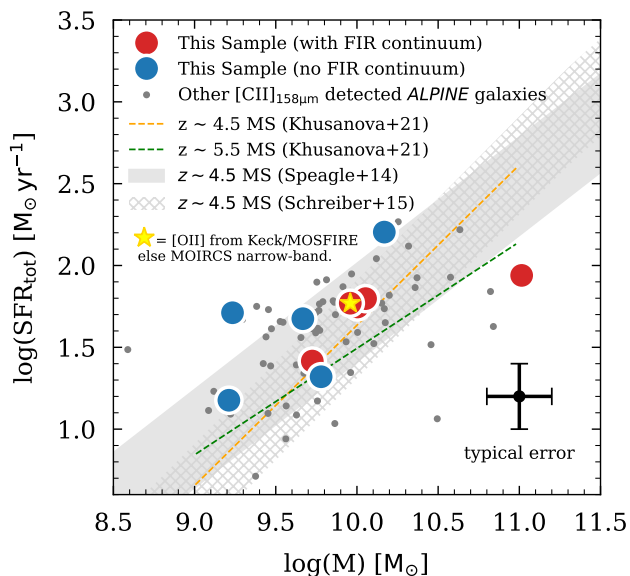 3.5
3.0
2.5
2.0
1.5
1.0
log(SFR_tot) [M⊙ yr⁻¹]
This Sample (with FIR continuum)
This Sample (no FIR continuum)
Other [CII]158μm detected ALPINE galaxies
z ~ 4.5 MS (Khusanova+21)
z ~ 5.5 MS (Khusanova+21)
z ~ 4.5 MS (Speagle+14)
z ~ 4.5 MS (Schreiber+15)
= [OII] from Keck/MOSFIRE
else MOIRCS narrow-band.
typical error
8.5 9.0 9.5 10.0 10.5 11.0 11.5
log(M) [M⊙]